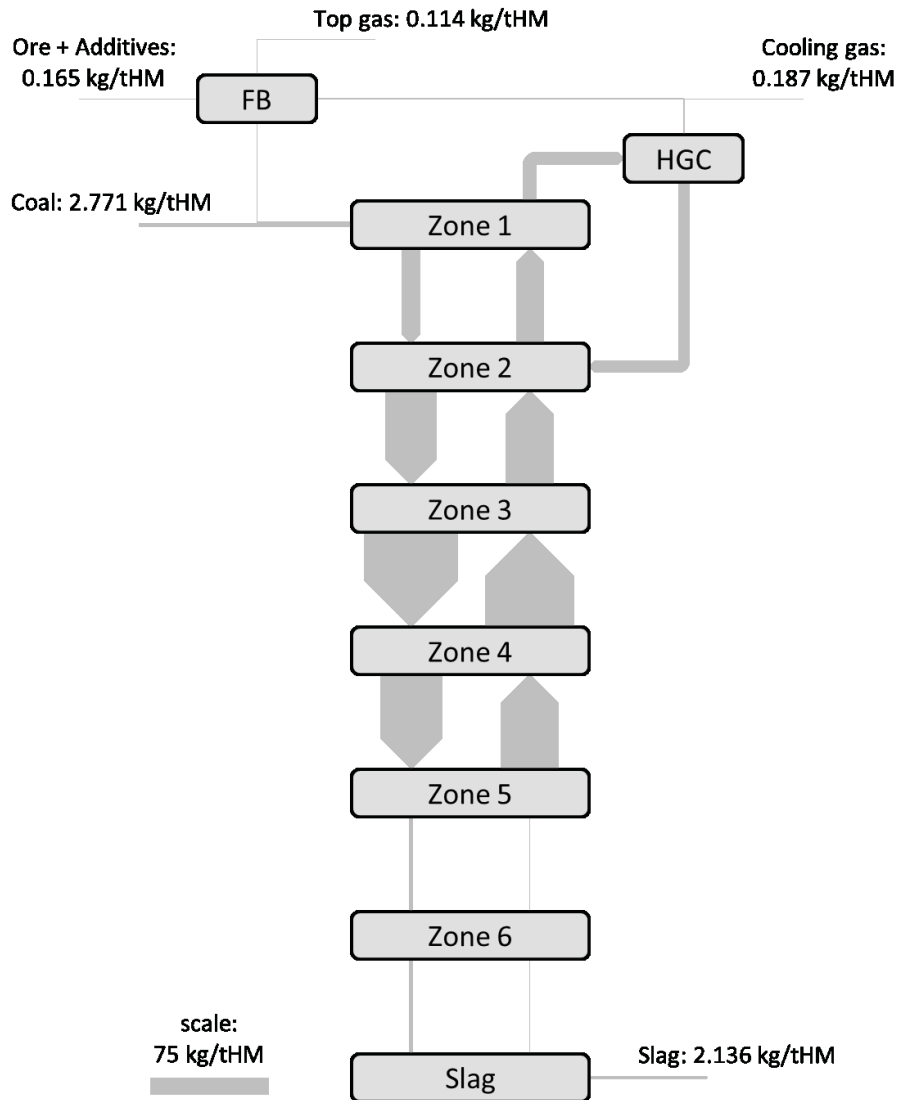 Top gas: 0.114 kg/tHM
Ore + Additives:
0.165 kg/tHM
Cooling gas:
0.187 kg/tHM
FB
HGC
Coal: 2.771 kg/tHM
Zone 1
Zone 2
Zone 3
Zone 4
Zone 5
Zone 6
scale:
75 kg/tHM
Slag: 2.136 kg/tHM
Slag